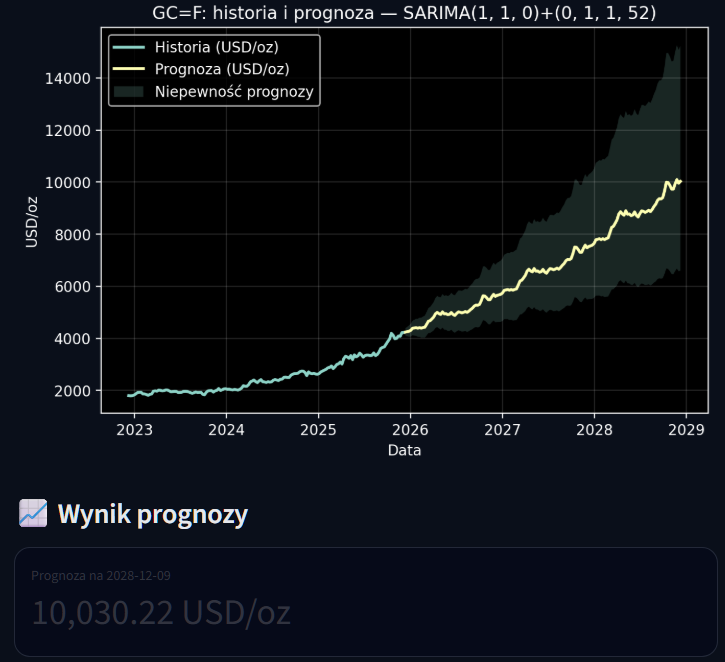 GC=F: historia i prognoza — SARIMA(1, 1, 0)+(0, 1, 1, 52)
Historia (USD/oz)
Prognoza (USD/oz)
Niepewność prognozy
14000
12000
10000
8000
6000
4000
2000
USD/oz
2023 2024 2025 2026 2027 2028 2029
Data
Wynik prognozy
Prognoza na 2028-12-09
10,030.22 USD/oz